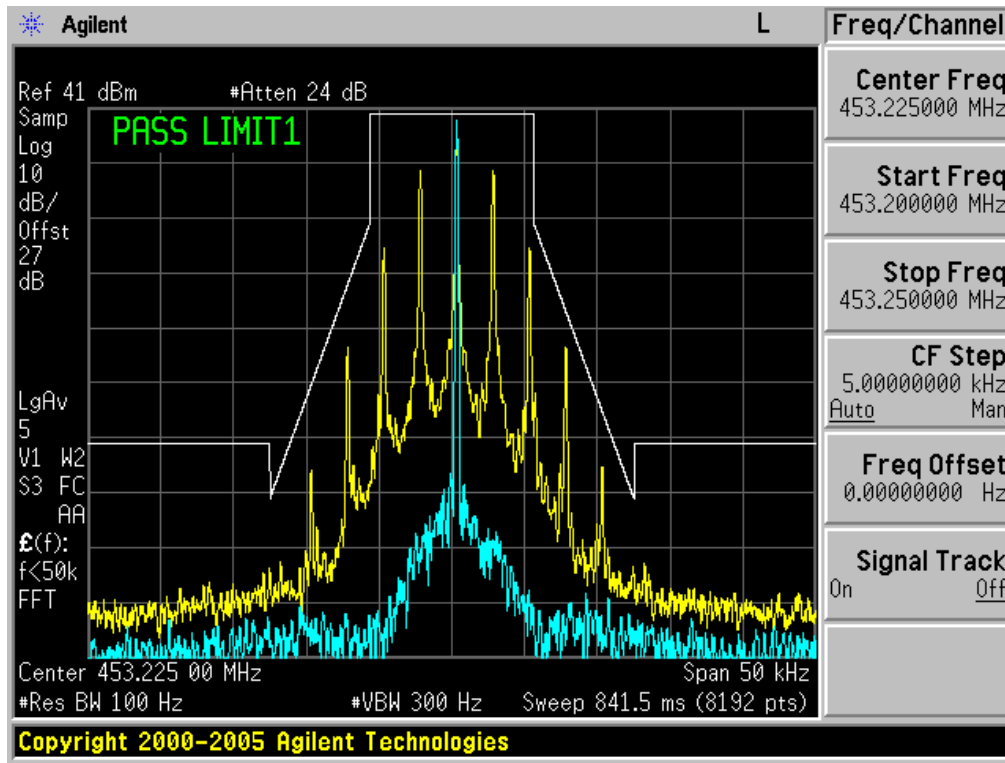 Agilent
L
Freq/Channel
Ref 41 dBm #Atten 24 dB
Samp
Log
10
dB/
Offst
27
dB
PASS LIMIT1
LgAv
5
V1 W2
S3 FC
AA
£(f):
f<50k
FFT
Center 453.225 00 MHz Span 50 kHz
#Res BW 100 Hz #VBW 300 Hz Sweep 841.5 ms (8192 pts)
Copyright 2000-2005 Agilent Technologies
Center Freq
453.225000 MHz
Start Freq
453.200000 MHz
Stop Freq
453.250000 MHz
CF Step
5.00000000 kHz
Auto Man
Freq Offset
0.00000000 Hz
Signal Track
On Off